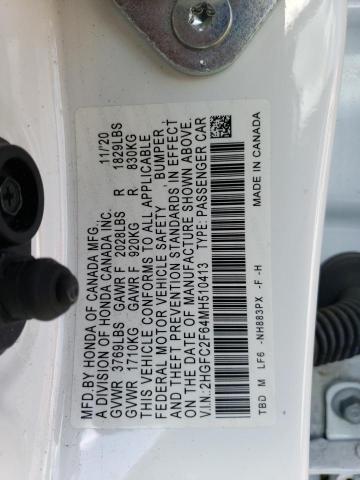 MFD.BY HONDA OF CANADA MFG., 11/20
A DIVISION OF HONDA CANADA INC.
GVWR 3769LBS GAWR F 2028LBS R 1829LBS
GVWR 1710KG GAWR F 920KG R 830KG
THIS VEHICLE CONFORMS TO ALL APPLICABLE
FEDERAL MOTOR VEHICLE SAFETY, BUMPER,
AND THEFT PREVENTION STANDARDS IN EFFECT
ON THE DATE OF MANUFACTURE SHOWN ABOVE.
V.I.N.: 2HGFC2F64MH510413 TYPE: PASSENGER CAR
TBD M LF6 -NH883PX -F -H MADE IN CANADA